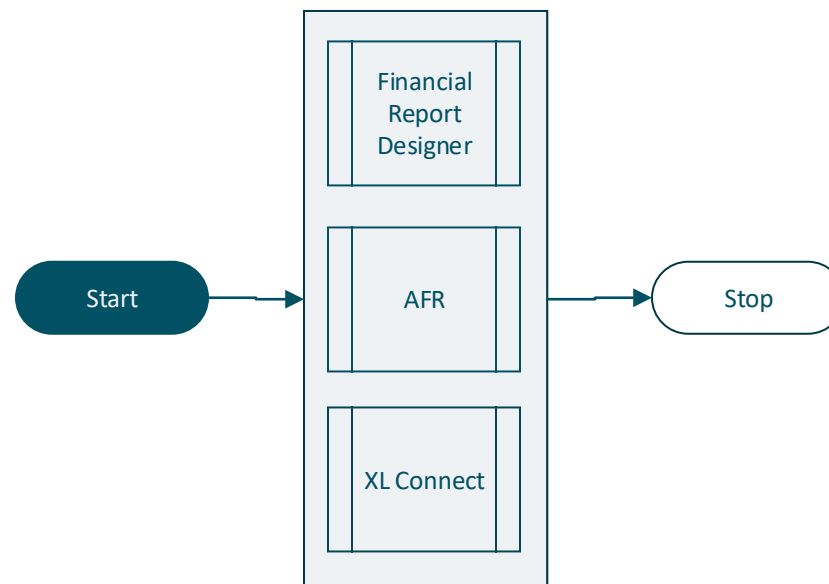 Financial
Report
Designer
Start
AFR
Stop
XL Connect